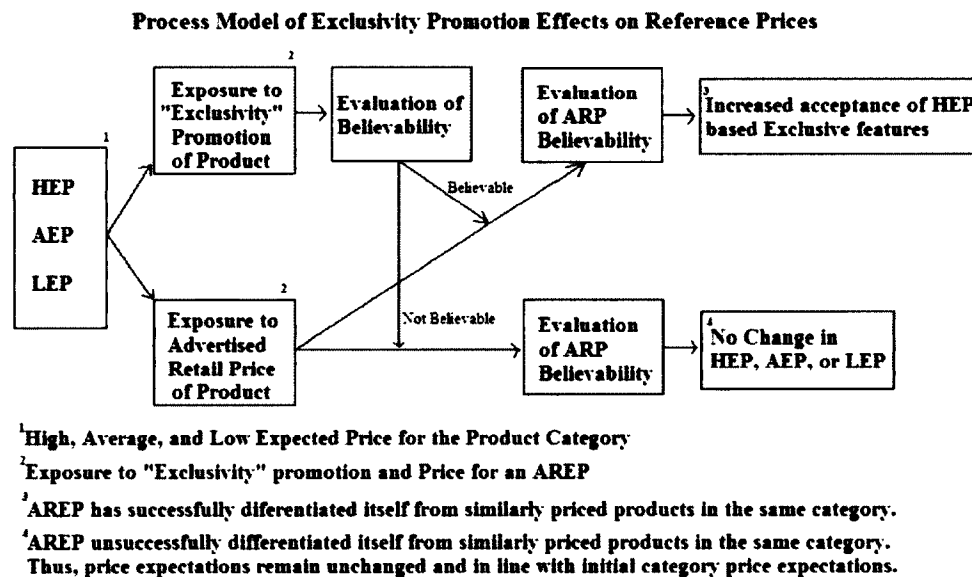 Process Model of Exclusivity Promotion Effects on Reference Prices
1
HEP
AEP
LEP
2
Exposure to
"Exclusivity"
Promotion
of Product
Evaluation of
Believability
Evaluation
of ARP
Believability
3
Increased acceptance of HEP
based Exclusive features
Believable
Not Believable
2
Exposure to
Advertised
Retail Price
of Product
Evaluation
of ARP
Believability
4
No Change in
HEP, AEP, or LEP
1High, Average, and Low Expected Price for the Product Category
2Exposure to "Exclusivity" promotion and Price for an AREP
3AREP has successfully diferentiated itself from similarly priced products in the same category.
4AREP unsuccessfully differentiated itself from similarly priced products in the same category.
Thus, price expectations remain unchanged and in line with initial category price expectations.